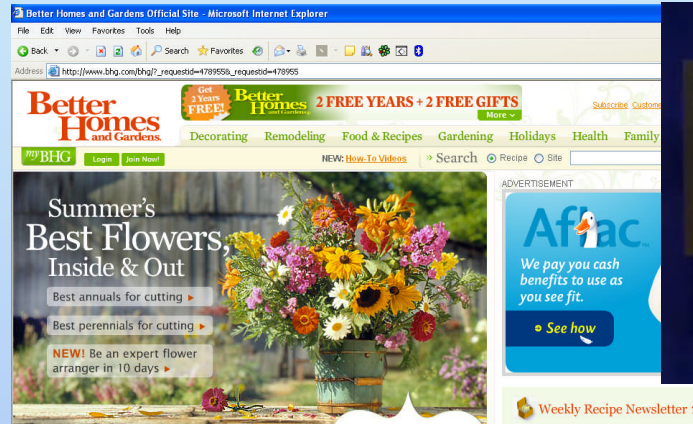 Better Homes and Gardens Official Site - Microsoft Internet Explorer
File Edit View Favorites Tools Help
Back Search Favorites
Address http://www.bhg.com/bhg/?_requestid=478955&_requestid=478955
Better
Homes
and Gardens.
Get
2 Years
FREE!
Better
Homes
and Gardens
2 FREE YEARS + 2 FREE GIFTS
More
Subscribe Custome
Decorating Remodeling Food & Recipes Gardening Holidays Health Family
myBHG Login Join Now! NEW: How-To Videos Search Recipe Site
ADVERTISEMENT
Summer's
Best Flowers,
Inside & Out
Best annuals for cutting
Best perennials for cutting
NEW! Be an expert flower
arranger in 10 days
Aflac
We pay you cash
benefits to use as
you see fit.
See how
Weekly Recipe Newsletter